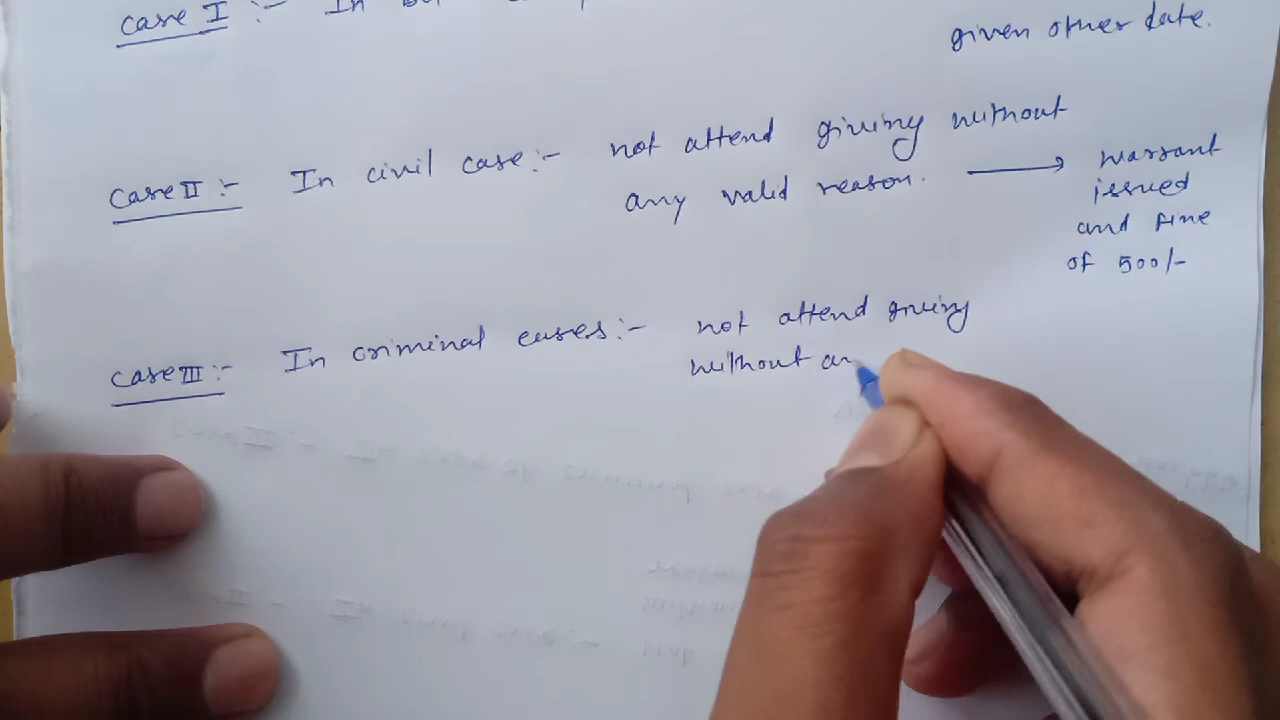 case I :- In
given other date.
case II :- In civil case :- not attend giving without
any valid reason. → warrant
issued
and fine
of 500/-
case III :- In criminal cases :- not attend giving
without an